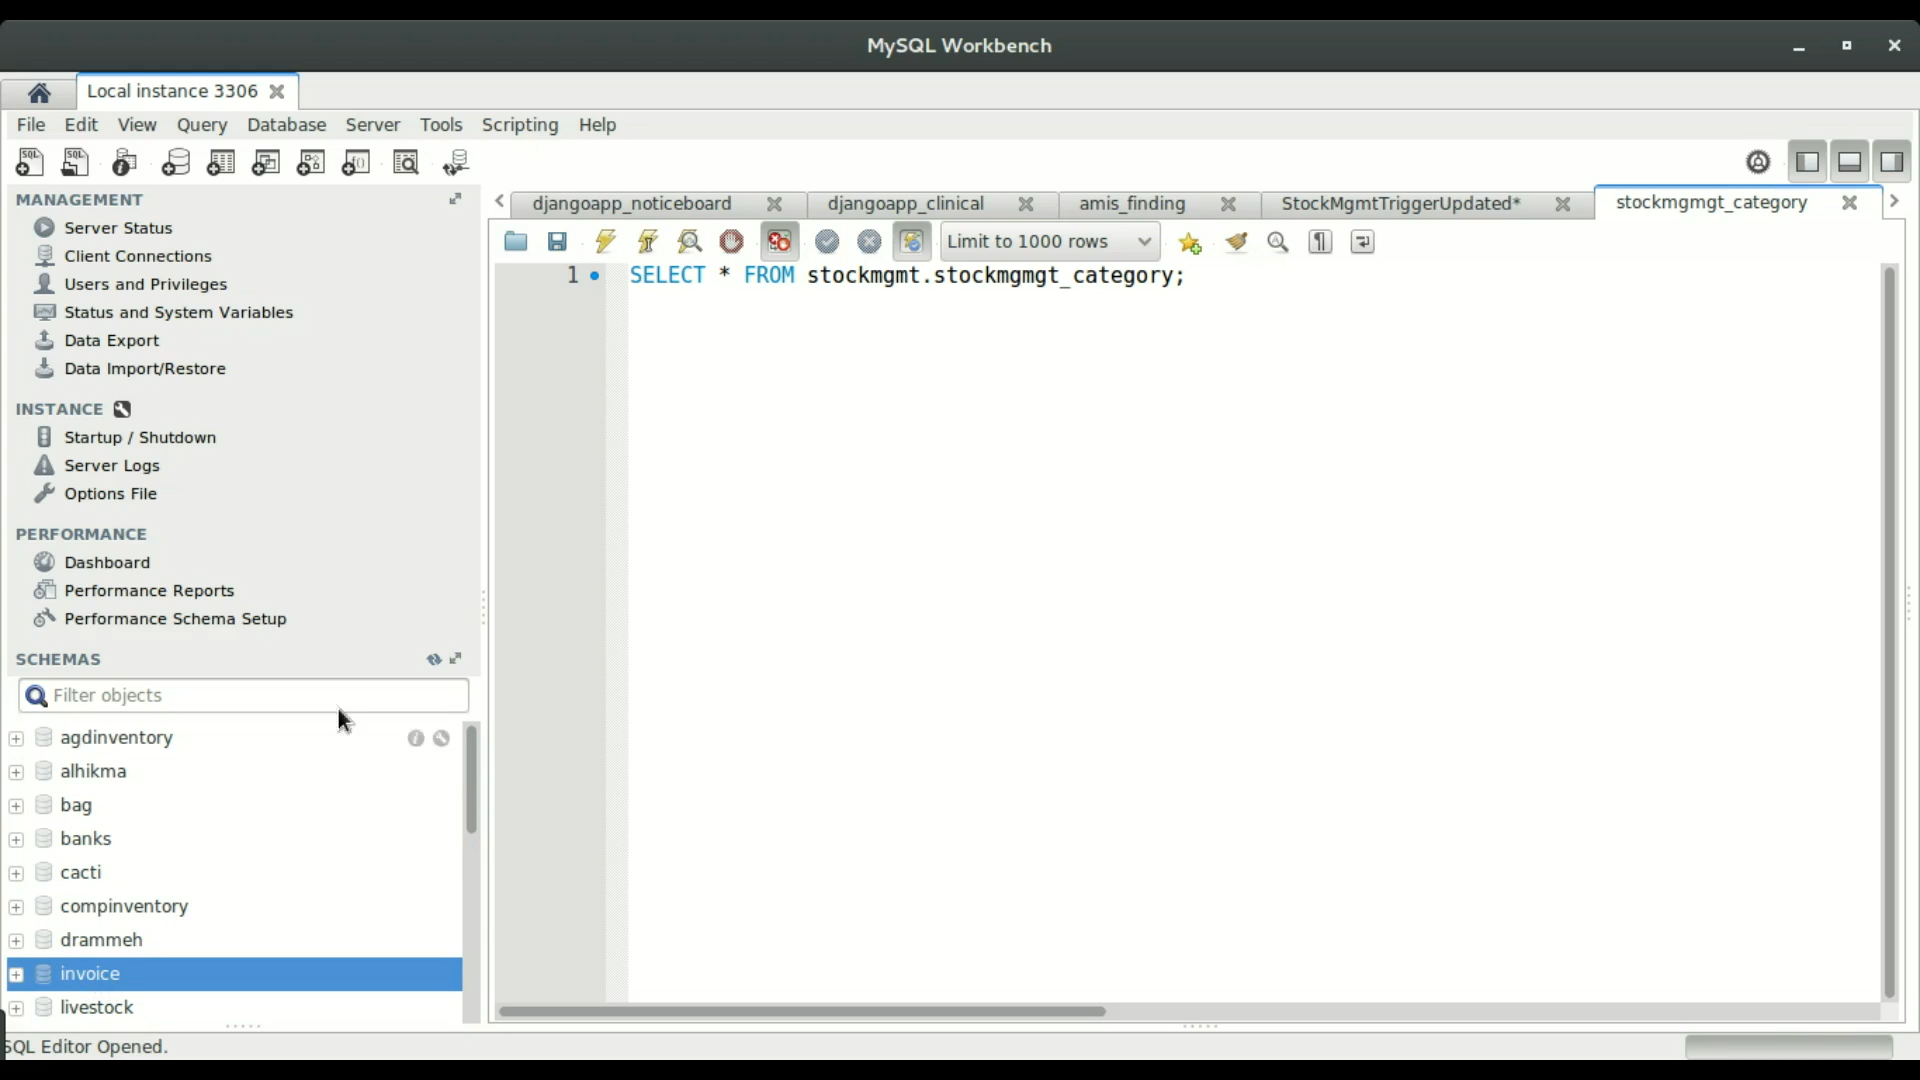 MySQL Workbench
Local instance 3306
File Edit View Query Database Server Tools Scripting Help
MANAGEMENT
Server Status
Client Connections
Users and Privileges
Status and System Variables
Data Export
Data Import/Restore
INSTANCE
Startup / Shutdown
Server Logs
Options File
PERFORMANCE
Dashboard
Performance Reports
Performance Schema Setup
SCHEMAS
Filter objects
agdinventory
alhikma
bag
banks
cacti
compinventory
drammeh
invoice
livestock
djangoapp_noticeboard djangoapp_clinical amis_finding StockMgmtTriggerUpdated* stockmgmgt_category
Limit to 1000 rows
1 SELECT * FROM stockmgmt.stockmgmgt_category;
SQL Editor Opened.